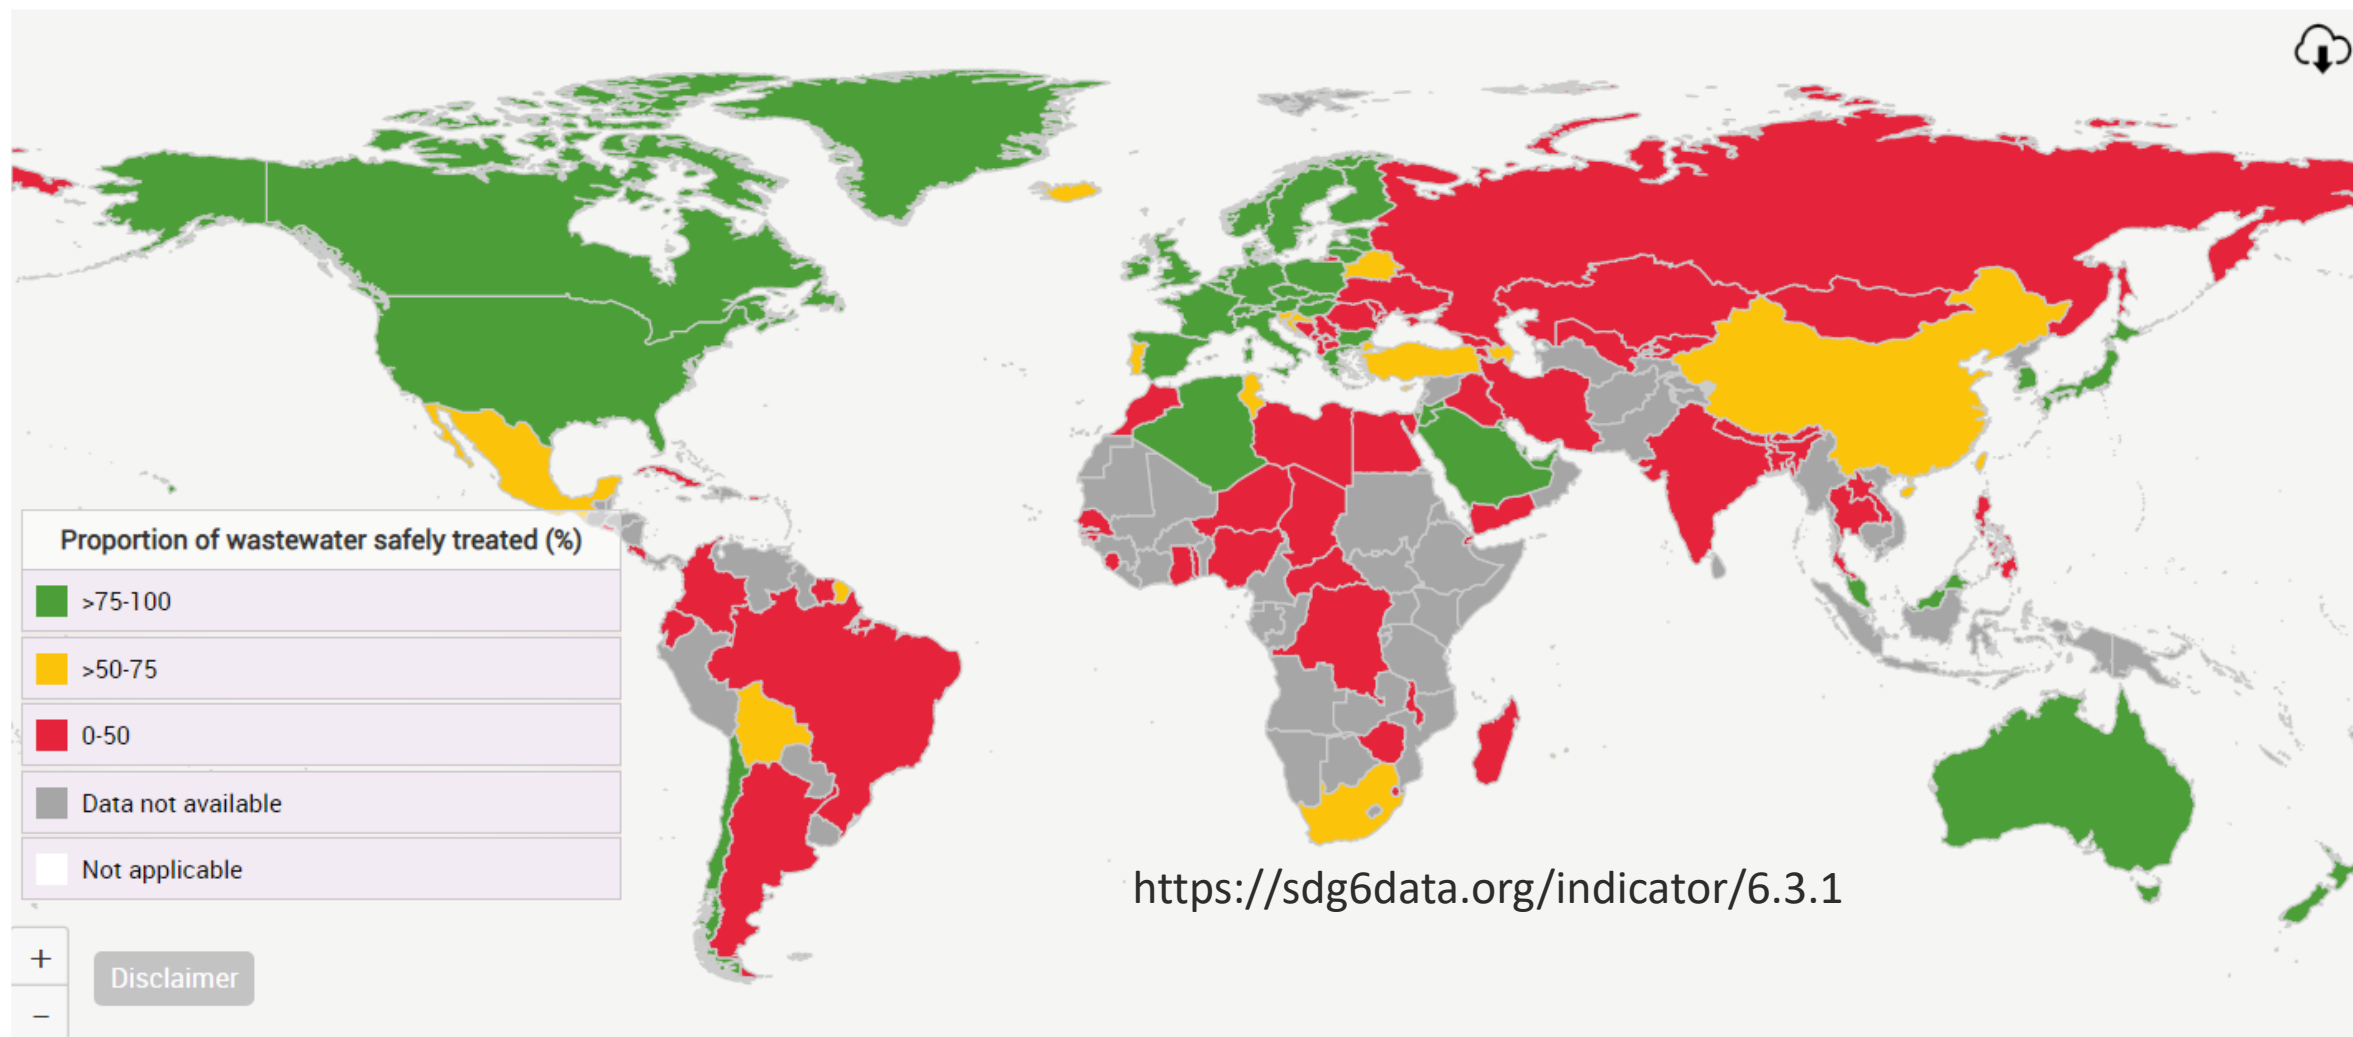 Proportion of wastewater safely treated (%)
>75-100
>50-75
0-50
Data not available
Not applicable
https://sdg6data.org/indicator/6.3.1
+
Disclaimer
−